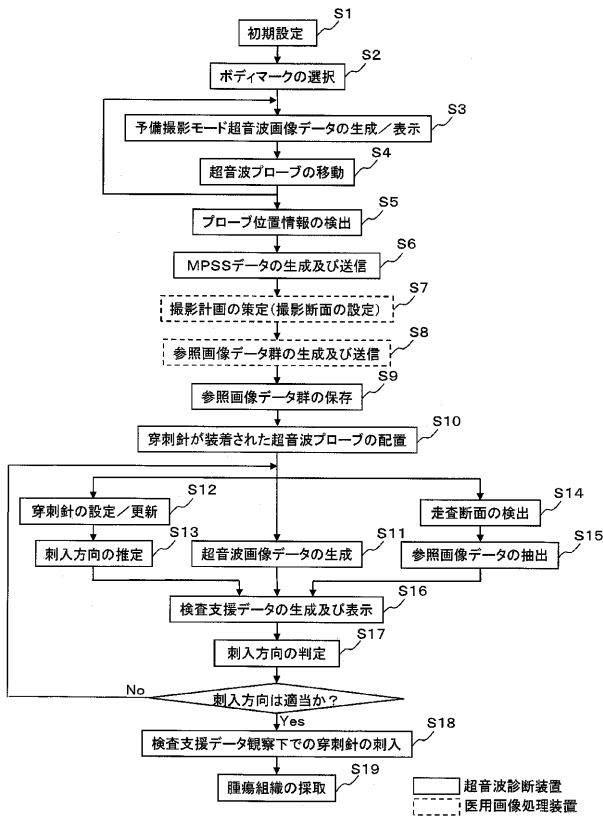 S1
初期設定
S2
ボディマークの選択
S3
予備撮影モード超音波画像データの生成／表示
S4
超音波プローブの移動
S5
プローブ位置情報の検出
S6
MPSSデータの生成及び送信
S7
撮影計画の策定(撮影断面の設定)
S8
参照画像データ群の生成及び送信
S9
参照画像データ群の保存
S10
穿刺針が装着された超音波プローブの配置
S12
穿刺針の設定／更新
S14
走査断面の検出
S13
刺入方向の推定
S11
超音波画像データの生成
S15
参照画像データの抽出
S16
検査支援データの生成及び表示
S17
刺入方向の判定
No
刺入方向は適当か？
Yes
S18
検査支援データ観察下での穿刺針の刺入
S19
腫瘍組織の採取
超音波診断装置
医用画像処理装置